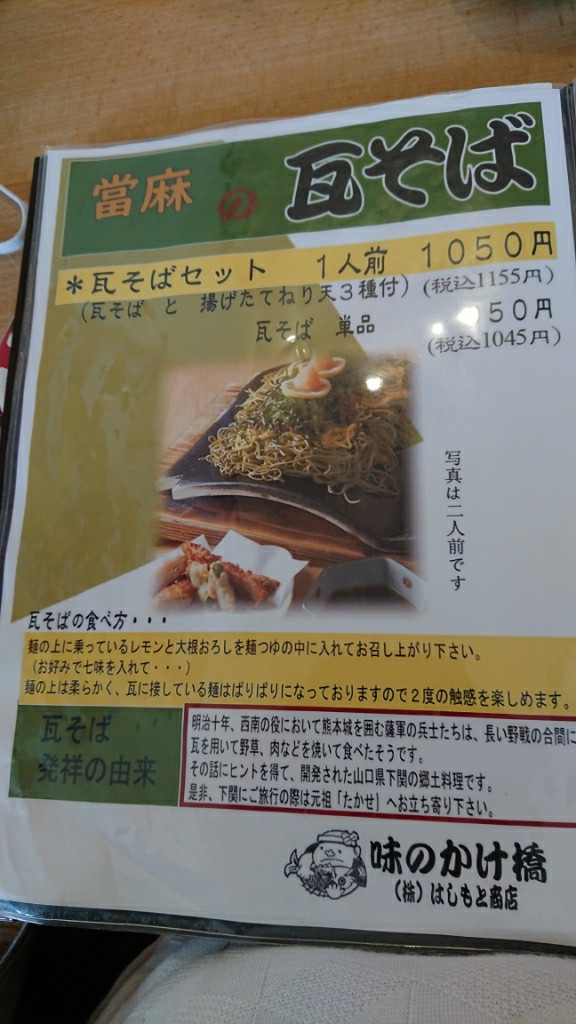 當麻の瓦そば
＊瓦そばセット　１人前　１０５０円
（瓦そば　と　揚げたてねり天３種付）（税込1155円）
瓦そば　単品　50円
（税込1045円）
写真は二人前です
瓦そばの食べ方・・・
麺の上に乗っているレモンと大根おろしを麺つゆの中に入れてお召し上がり下さい。
（お好みで七味を入れて・・・）
麺の上は柔らかく、瓦に接している麺はぱりぱりになっておりますので２度の触感を楽しめます。
瓦そば
発祥の由来
明治十年、西南の役において熊本城を囲む薩軍の兵士たちは、長い野戦の合間に
瓦を用いて野草、肉などを焼いて食べたそうです。
その話にヒントを得て、開発された山口県下関の郷土料理です。
是非、下関にご旅行の際は元祖「たかせ」へお立ち寄り下さい。
味のかけ橋
（株）はしもと商店